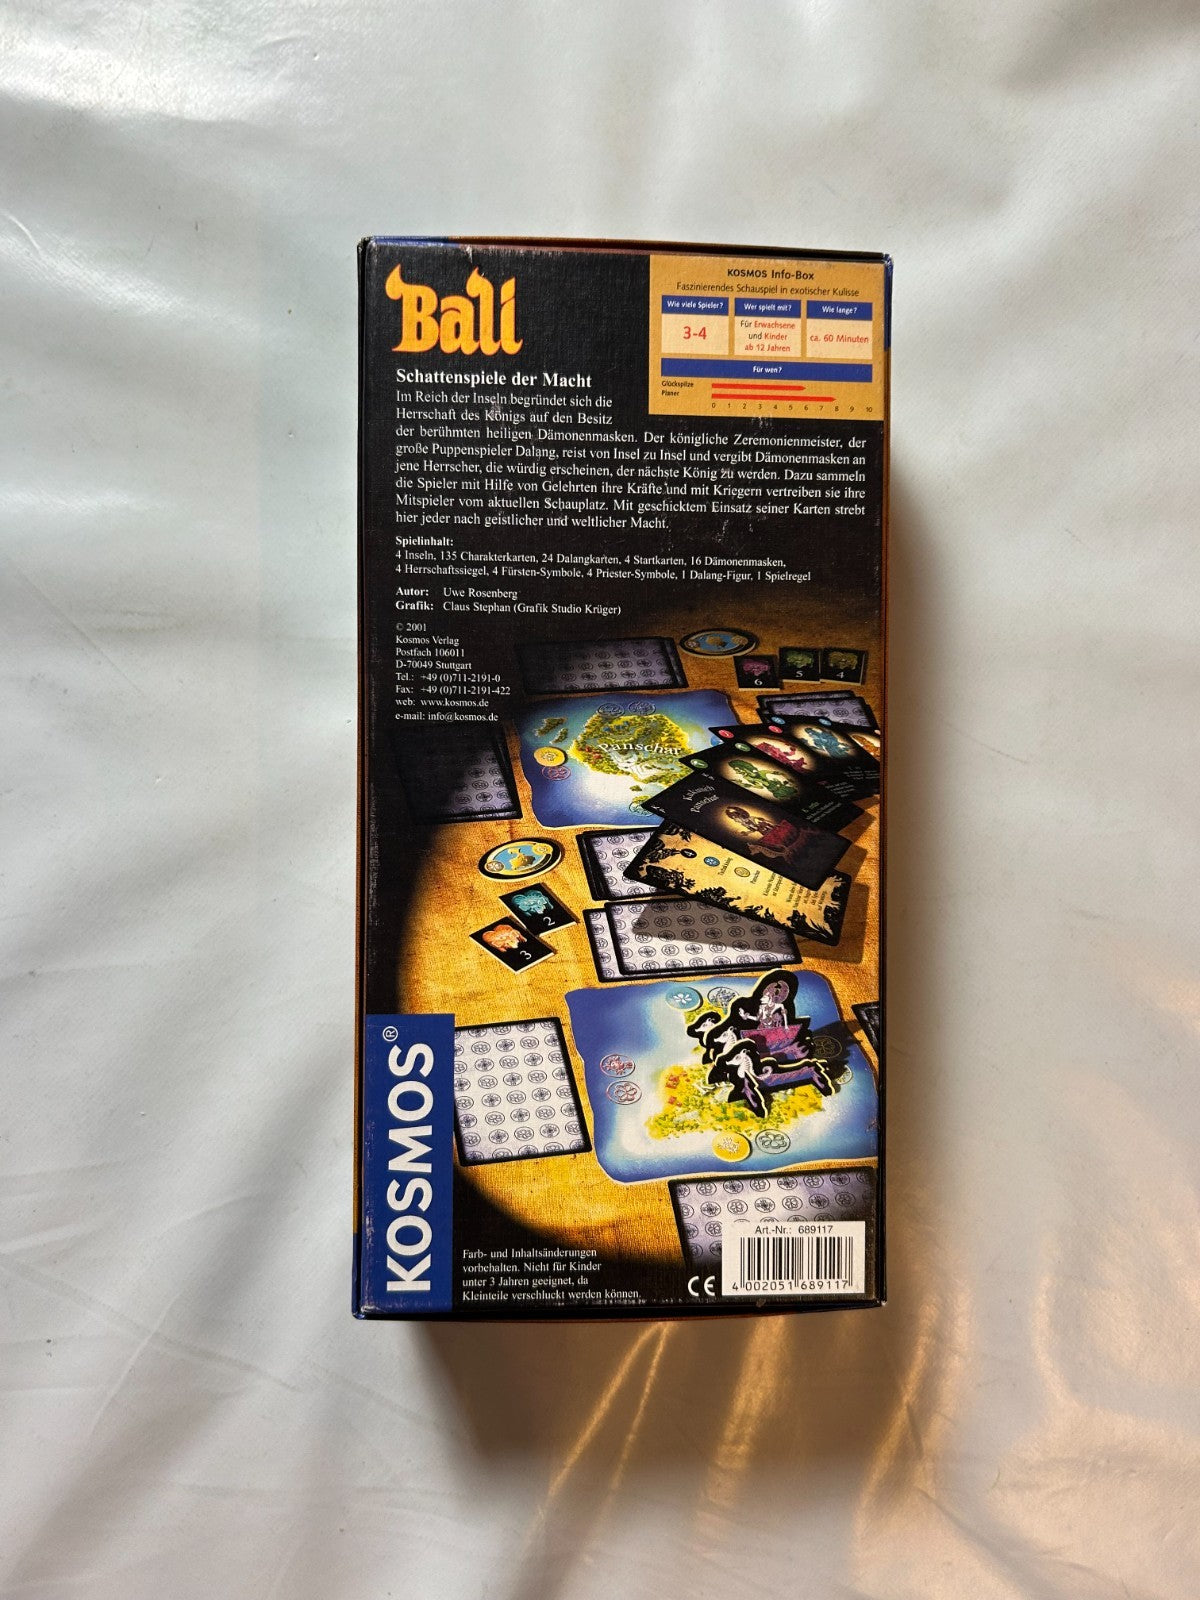 Bali
KOSMOS Info-Box
Faszinierendes Schauspiel in exotischer Kulisse
Wie viele Spieler?
3-4
Wer spielt mit?
Für Erwachsene
und Kinder
ab 12 Jahren
Wie lange?
ca. 60 Minuten
Für wen?
Glückspilze
Planer
0 1 2 3 4 5 6 7 8 9 10
Schattenspiele der Macht
Im Reich der Inseln begründet sich die
Herrschaft des Königs auf den Besitz
der berühmten heiligen Dämonenmasken. Der königliche Zeremonienmeister, der
große Puppenspieler Dalang, reist von Insel zu Insel und vergibt Dämonenmasken an
jene Herrscher, die würdig erscheinen, der nächste König zu werden. Dazu sammeln
die Spieler mit Hilfe von Gelehrten ihre Kräfte und mit Kriegern vertreiben sie ihre
Mitspieler vom aktuellen Schauplatz. Mit geschicktem Einsatz seiner Karten strebt
hier jeder nach geistlicher und weltlicher Macht.
Spielinhalt:
4 Inseln, 135 Charakterkarten, 24 Dalangkarten, 4 Startkarten, 16 Dämonenmasken,
4 Herrschaftssiegel, 4 Fürsten-Symbole, 4 Priester-Symbole, 1 Dalang-Figur, 1 Spielregel
Autor: Uwe Rosenberg
Grafik: Claus Stephan (Grafik Studio Krüger)
© 2001
Kosmos Verlag
Postfach 106011
D-70049 Stuttgart
Tel.: +49 (0)711-2191-0
Fax: +49 (0)711-2191-422
web: www.kosmos.de
e-mail: info@kosmos.de
6
5
4
Panschar
2
3
KOSMOS®
Farb- und Inhaltsänderungen
vorbehalten. Nicht für Kinder
unter 3 Jahren geeignet, da
Kleinteile verschluckt werden können.
CE
Art.-Nr.: 689117
4 002051 689117